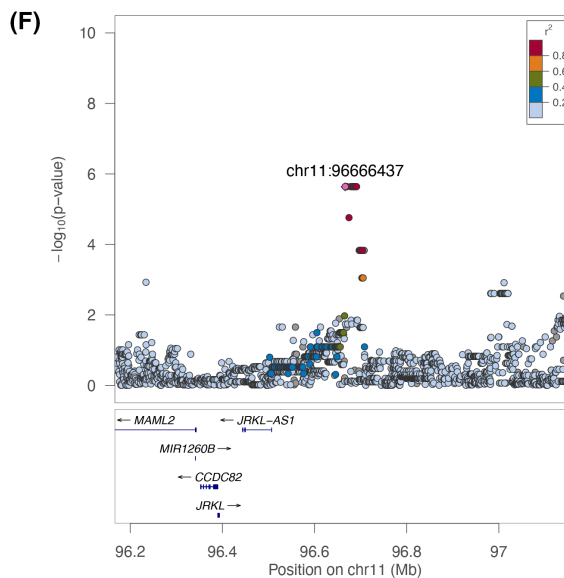 (F)
10
8
6
4
2
0
−log10(p−value)
r2
0.8
0.6
0.4
0.2
chr11:96666437
← MAML2
← JRKL−AS1
MIR1260B →
← CCDC82
JRKL →
96.2 96.4 96.6 96.8 97
Position on chr11 (Mb)